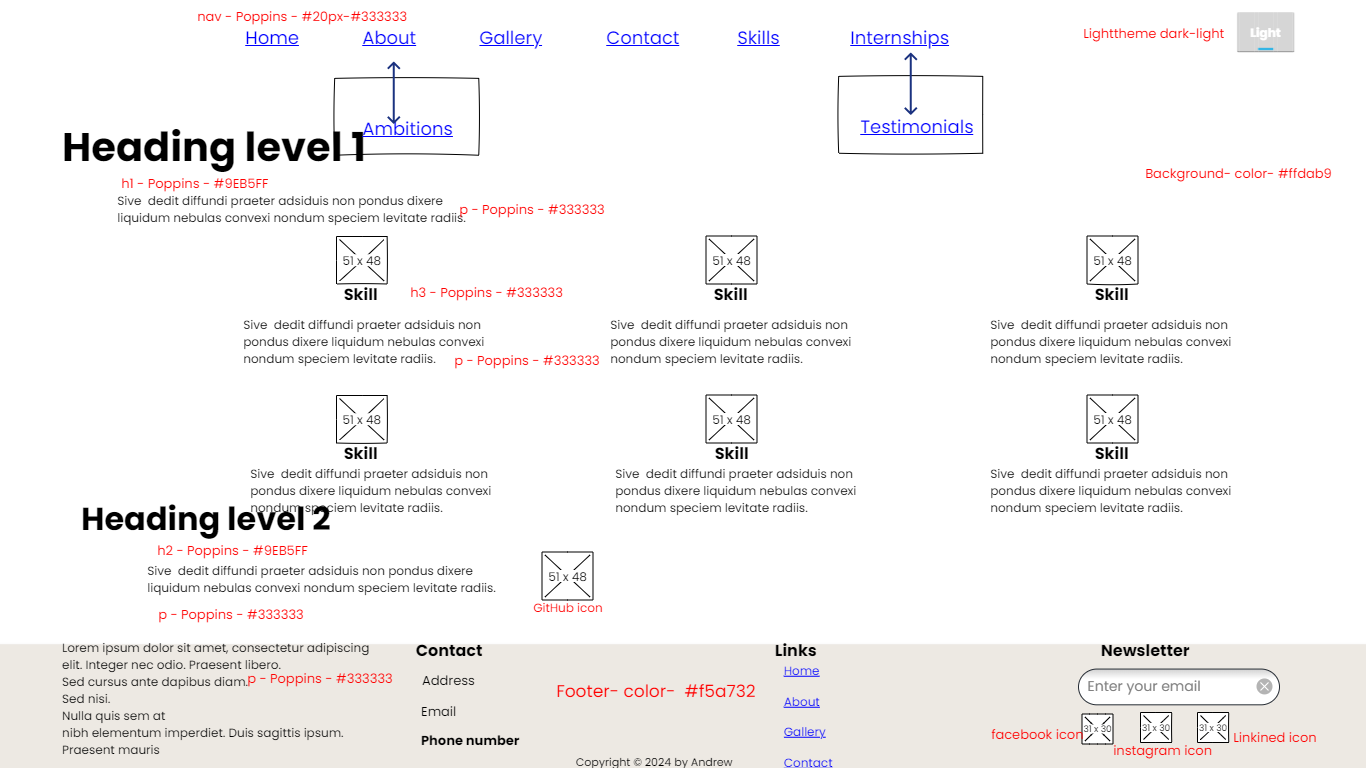 nav - Poppins - #20px-#333333
Home About Gallery Contact Skills Internships
Lighttheme dark-light
Light
Ambitions
Testimonials
Heading level 1
h1 - Poppins - #9EB5FF
Background- color- #ffdab9
Sive dedit diffundi praeter adsiduis non pondus dixere
liquidum nebulas convexi nondum speciem levitate radiis.
p - Poppins - #333333
51 x 48
51 x 48
51 x 48
Skill
h3 - Poppins - #333333
Skill
Skill
Sive dedit diffundi praeter adsiduis non
pondus dixere liquidum nebulas convexi
nondum speciem levitate radiis.
p - Poppins - #333333
Sive dedit diffundi praeter adsiduis non
pondus dixere liquidum nebulas convexi
nondum speciem levitate radiis.
Sive dedit diffundi praeter adsiduis non
pondus dixere liquidum nebulas convexi
nondum speciem levitate radiis.
51 x 48
51 x 48
51 x 48
Skill
Skill
Skill
Sive dedit diffundi praeter adsiduis non
pondus dixere liquidum nebulas convexi
nondum speciem levitate radiis.
Sive dedit diffundi praeter adsiduis non
pondus dixere liquidum nebulas convexi
nondum speciem levitate radiis.
Sive dedit diffundi praeter adsiduis non
pondus dixere liquidum nebulas convexi
nondum speciem levitate radiis.
Heading level 2
h2 - Poppins - #9EB5FF
Sive dedit diffundi praeter adsiduis non pondus dixere
liquidum nebulas convexi nondum speciem levitate radiis.
p - Poppins - #333333
51 x 48
GitHub icon
Lorem ipsum dolor sit amet, consectetur adipiscing
elit. Integer nec odio. Praesent libero.
Sed cursus ante dapibus diam.
Sed nisi.
Nulla quis sem at
nibh elementum imperdiet. Duis sagittis ipsum.
Praesent mauris
p - Poppins - #333333
Contact
Address
Email
Phone number
Footer- color- #f5a732
Copyright © 2024 by Andrew
Links
Home
About
Gallery
Contact
Newsletter
Enter your email
facebook icon
31 x 30
31 x 30
31 x 30
instagram icon
Linkined icon